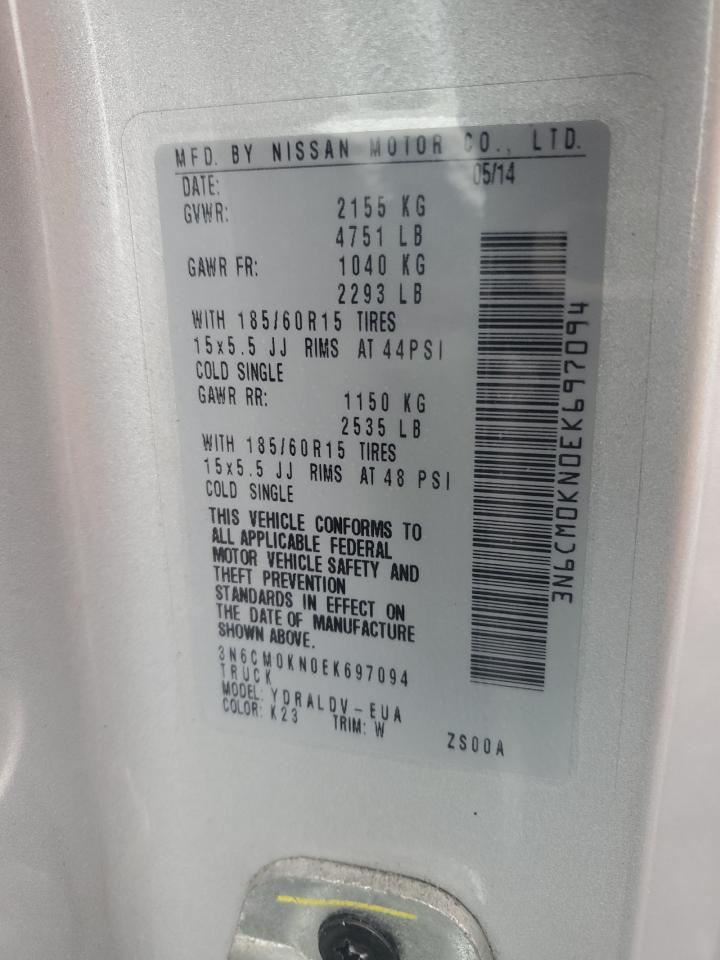 MFD. BY NISSAN MOTOR CO., LTD.
DATE: 05/14
GVWR: 2155 KG
4751 LB
GAWR FR: 1040 KG
2293 LB
WITH 185/60R15 TIRES
15x5.5 JJ RIMS AT 44PSI
COLD SINGLE
GAWR RR: 1150 KG
2535 LB
WITH 185/60R15 TIRES
15x5.5 JJ RIMS AT 48 PSI
COLD SINGLE
THIS VEHICLE CONFORMS TO
ALL APPLICABLE FEDERAL
MOTOR VEHICLE SAFETY AND
THEFT PREVENTION
STANDARDS IN EFFECT ON
THE DATE OF MANUFACTURE
SHOWN ABOVE.
3N6CM0KN0EK697094
TRUCK
MODEL: YDRALDV-EUA
COLOR: K23 TRIM: W
ZS00A
3N6CM0KN0EK697094